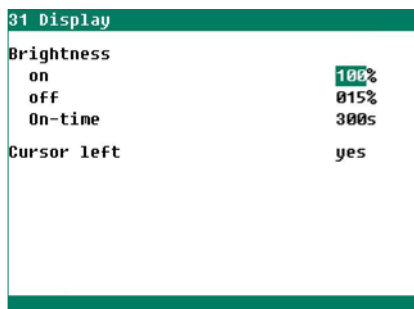 31 Display
Brightness
on 100%
off 015%
On-time 300s
Cursor left yes